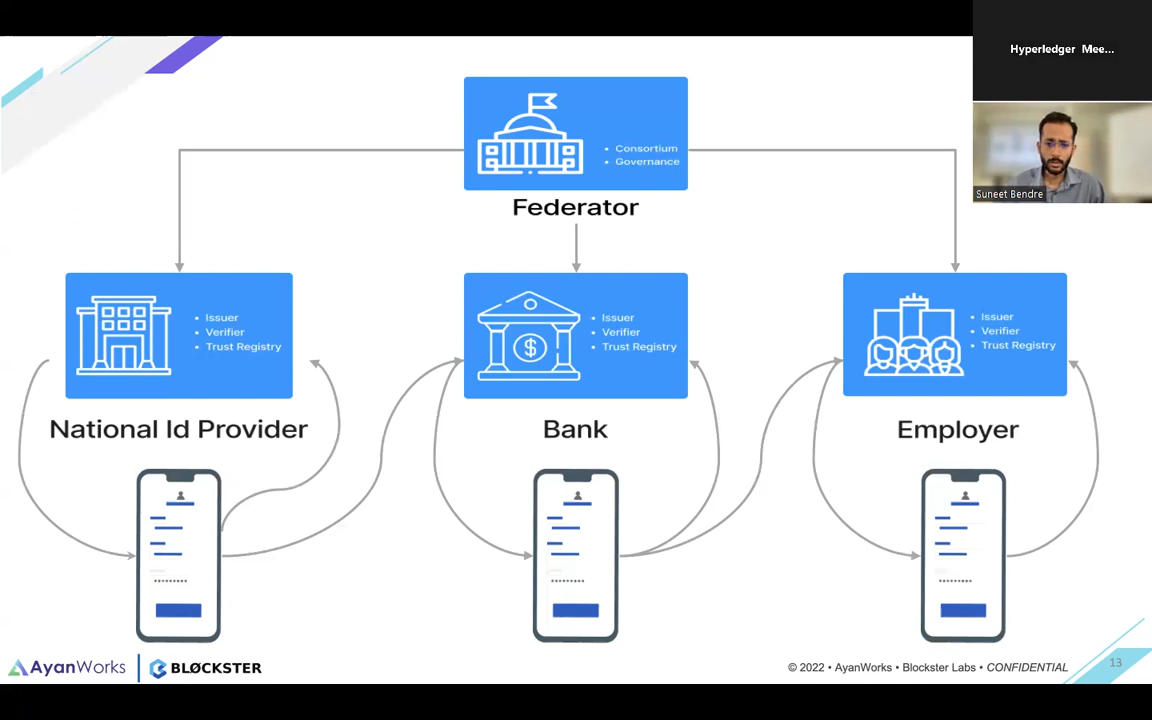 Hyperledger Mee...
Suneet Bendre
• Consortium
• Governance
Federator
• Issuer
• Verifier
• Trust Registry
National Id Provider
$
• Issuer
• Verifier
• Trust Registry
Bank
• Issuer
• Verifier
• Trust Registry
Employer
AyanWorks
BLØCKSTER
© 2022 • AyanWorks • Blockster Labs • CONFIDENTIAL
13